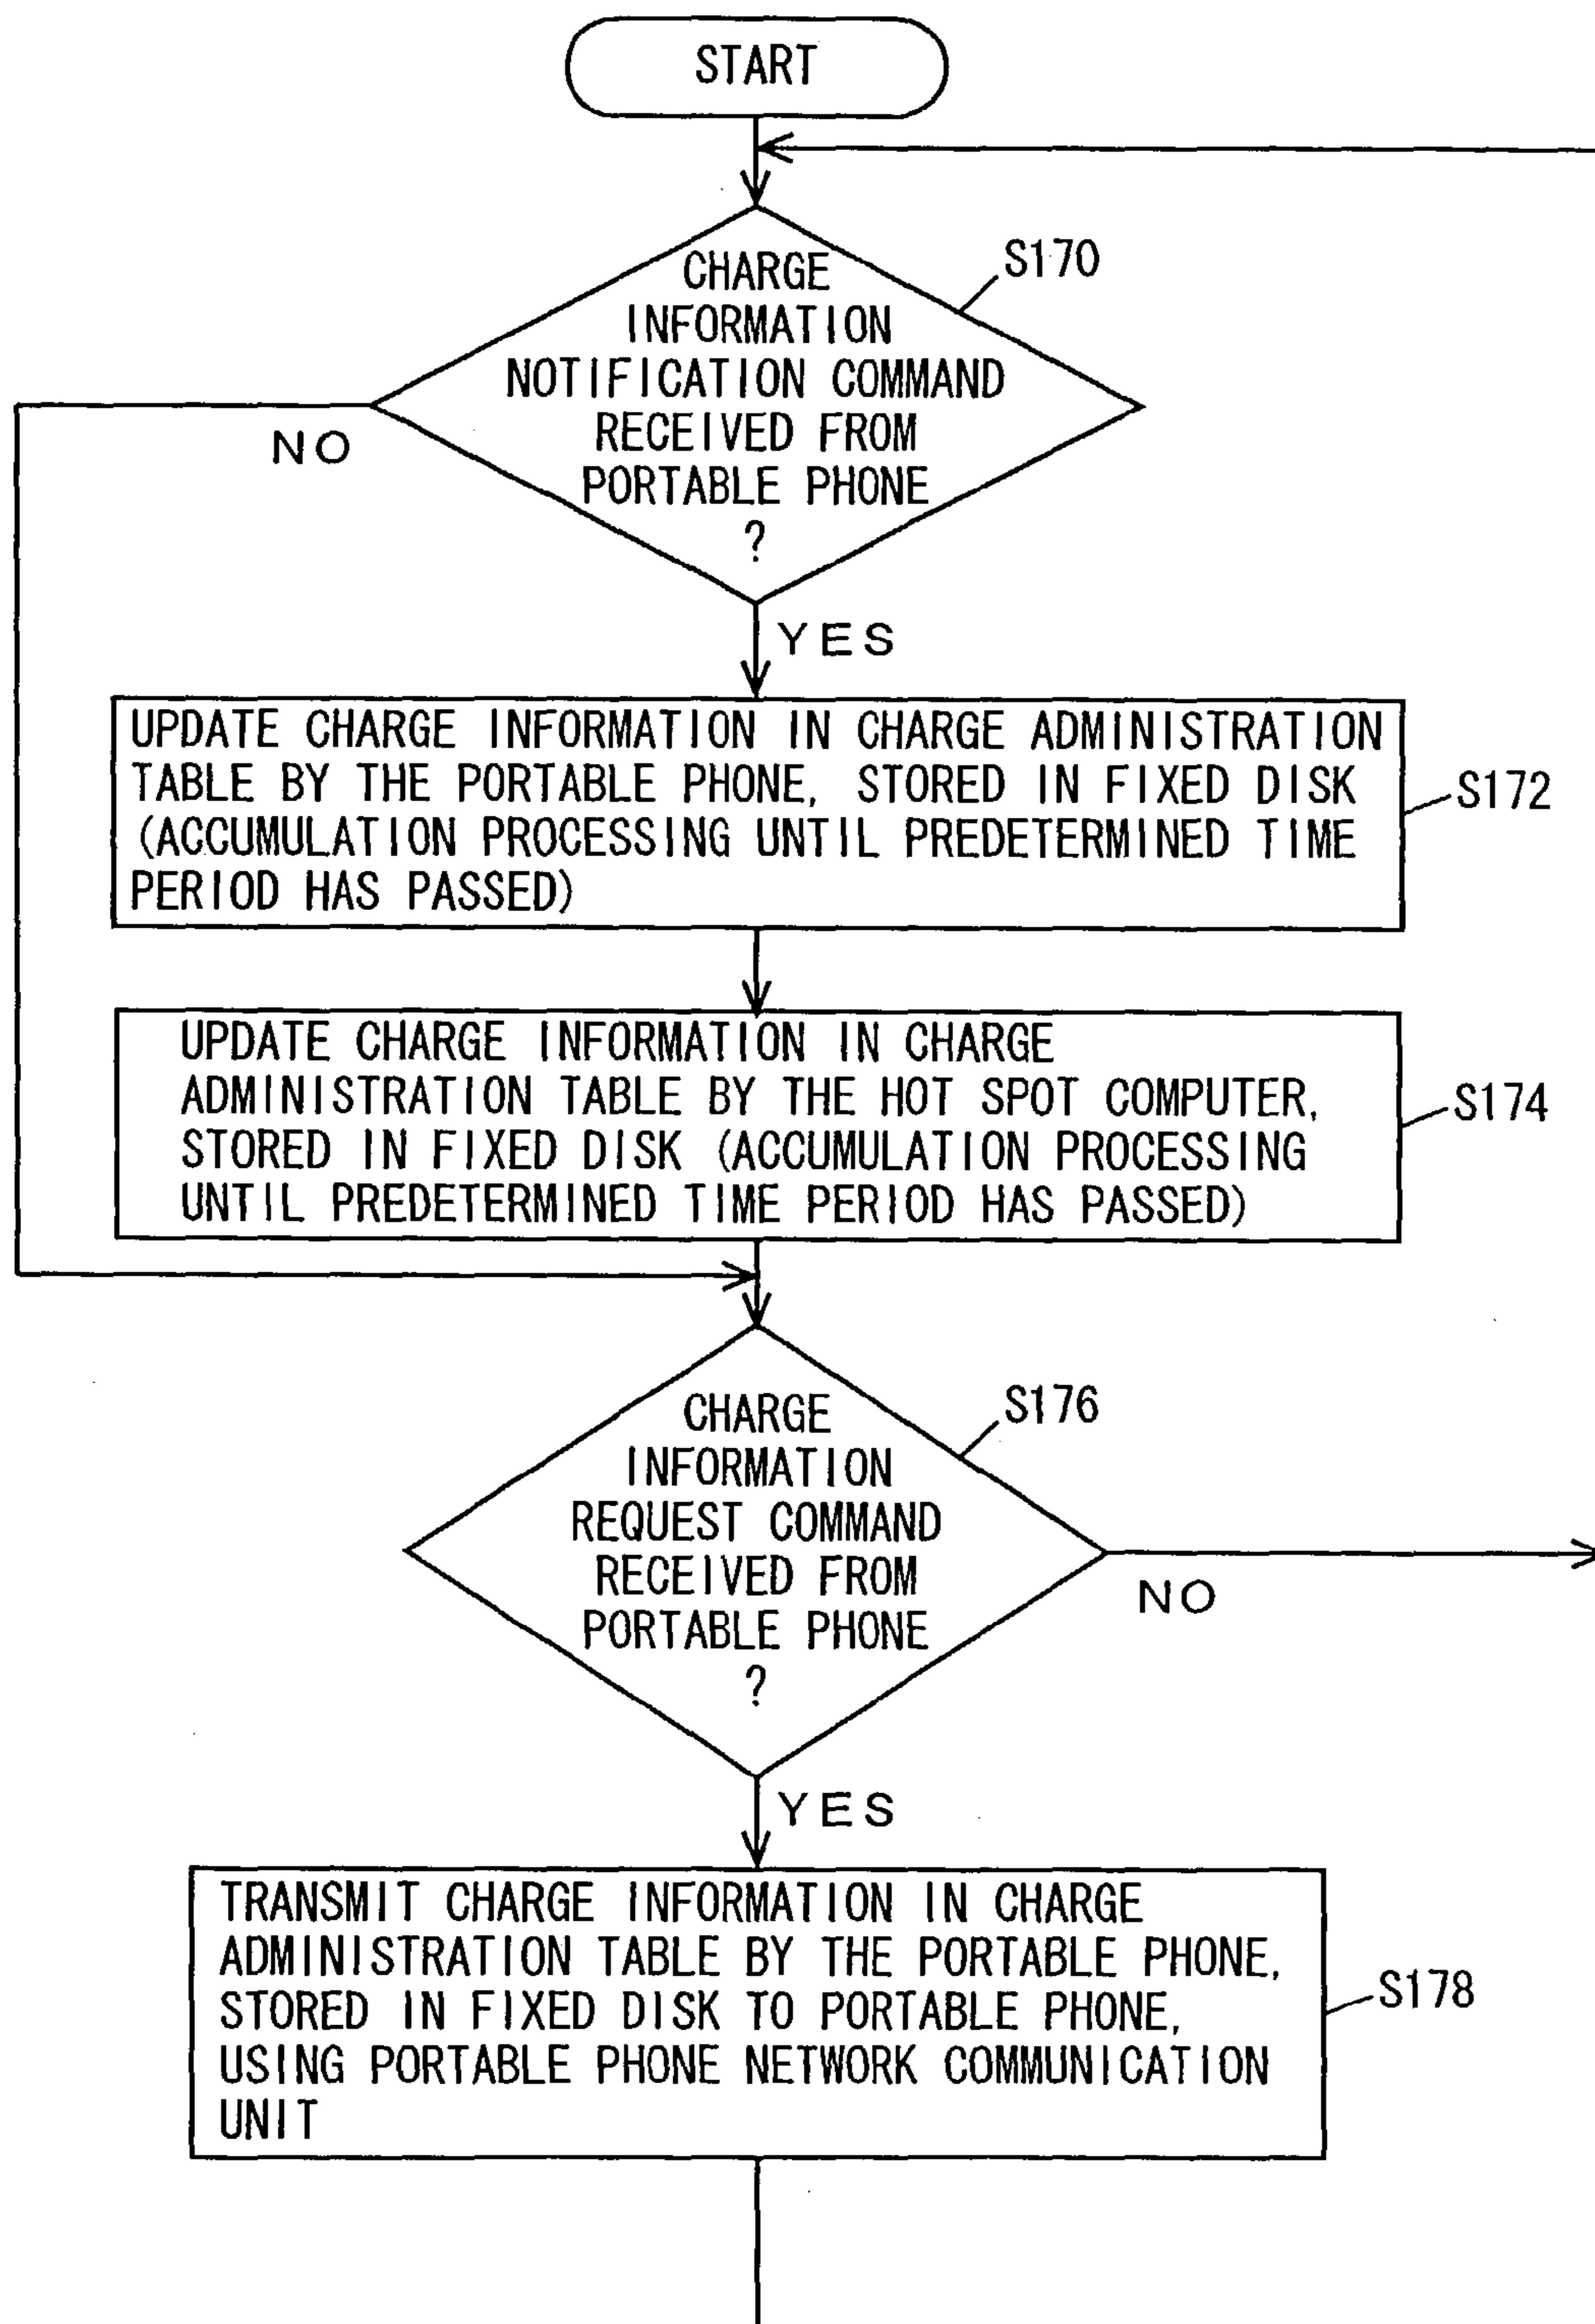 START
S170
CHARGE
INFORMATION
NOTIFICATION COMMAND
RECEIVED FROM
PORTABLE PHONE
?
NO
YES
UPDATE CHARGE INFORMATION IN CHARGE ADMINISTRATION
TABLE BY THE PORTABLE PHONE, STORED IN FIXED DISK
(ACCUMULATION PROCESSING UNTIL PREDETERMINED TIME
PERIOD HAS PASSED)
S172
UPDATE CHARGE INFORMATION IN CHARGE
ADMINISTRATION TABLE BY THE HOT SPOT COMPUTER,
STORED IN FIXED DISK (ACCUMULATION PROCESSING
UNTIL PREDETERMINED TIME PERIOD HAS PASSED)
S174
S176
CHARGE
INFORMATION
REQUEST COMMAND
RECEIVED FROM
PORTABLE PHONE
?
NO
YES
TRANSMIT CHARGE INFORMATION IN CHARGE
ADMINISTRATION TABLE BY THE PORTABLE PHONE,
STORED IN FIXED DISK TO PORTABLE PHONE,
USING PORTABLE PHONE NETWORK COMMUNICATION
UNIT
S178